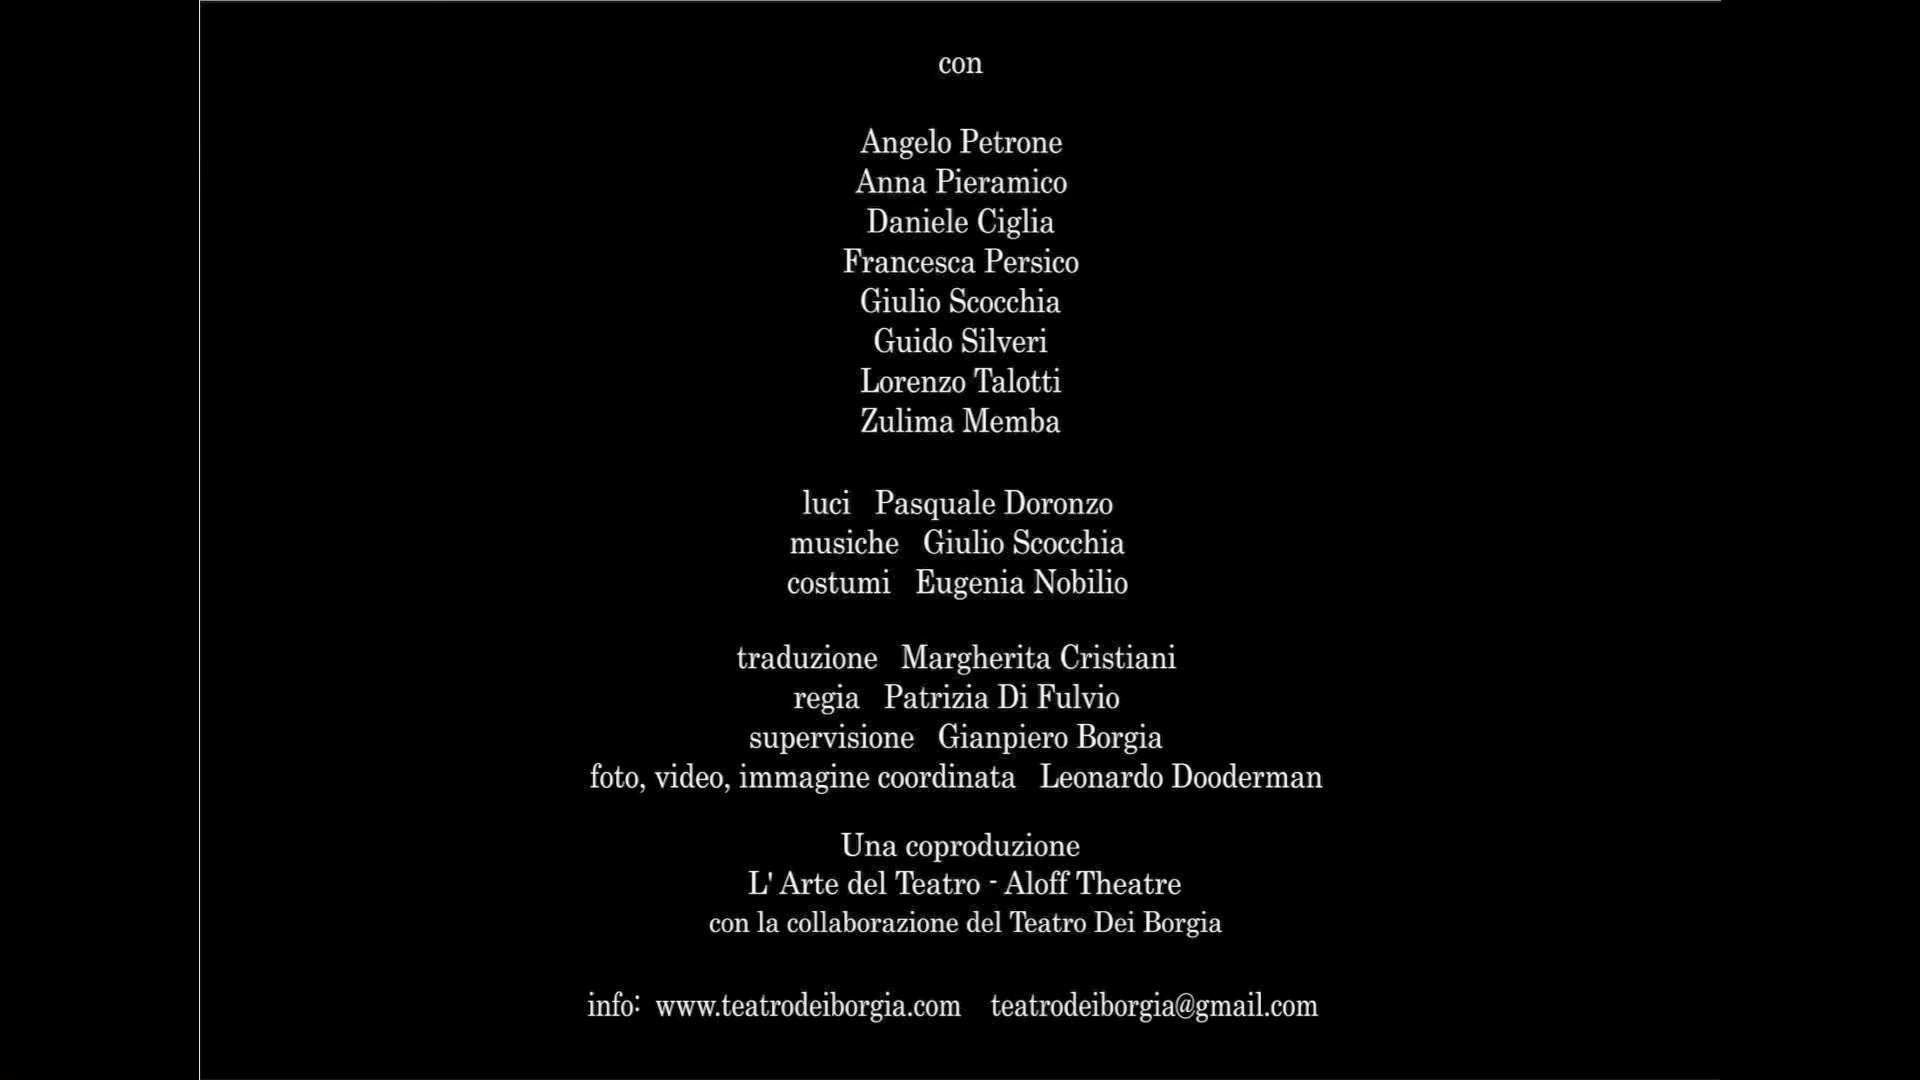 con
Angelo Petrone
Anna Pieramico
Daniele Ciglia
Francesca Persico
Giulio Scocchia
Guido Silveri
Lorenzo Talotti
Zulima Memba
luci Pasquale Doronzo
musiche Giulio Scocchia
costumi Eugenia Nobilio
traduzione Margherita Cristiani
regia Patrizia Di Fulvio
supervisione Gianpiero Borgia
foto, video, immagine coordinata Leonardo Dooderman
Una coproduzione
L' Arte del Teatro - Aloff Theatre
con la collaborazione del Teatro Dei Borgia
info: www.teatrodeiborgia.com teatrodeiborgia@gmail.com